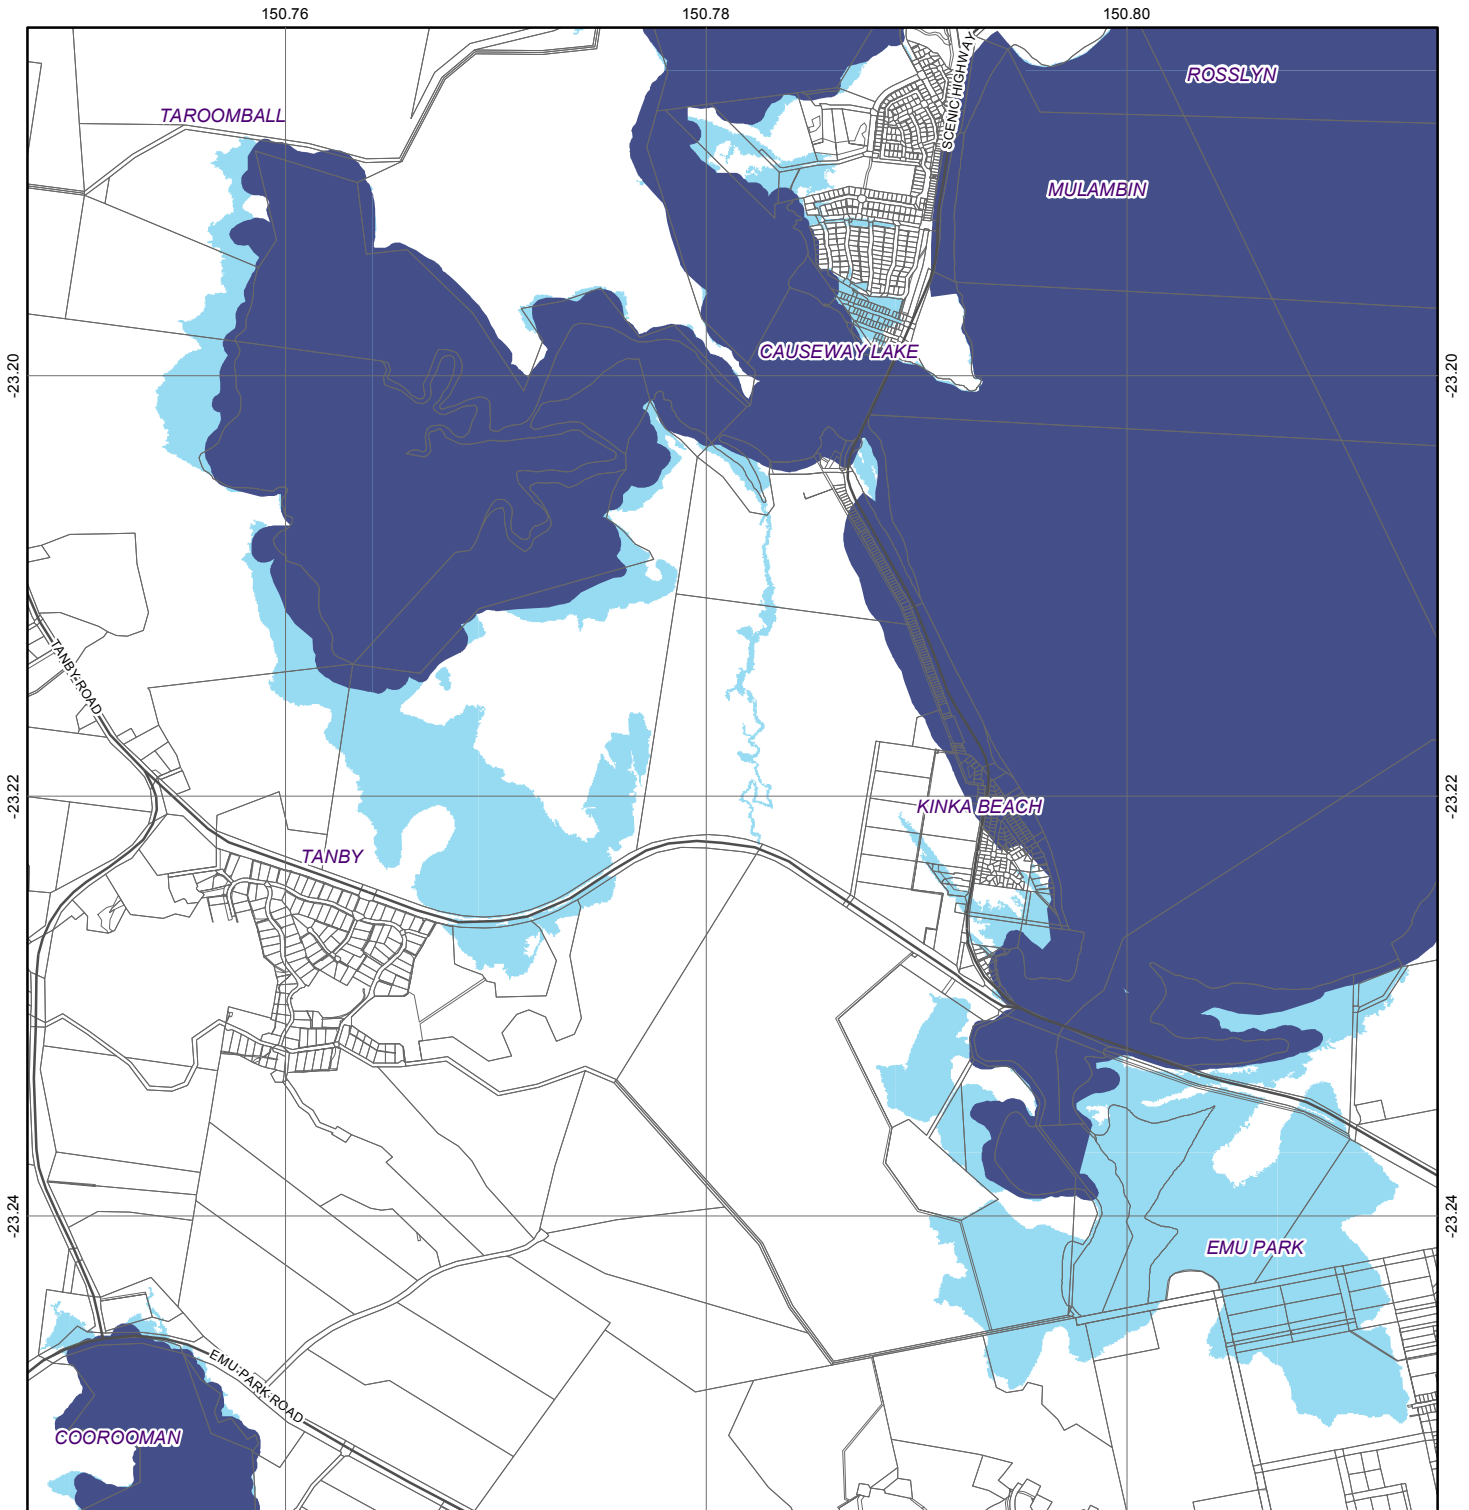 150.76
150.78
150.80
ROSSLYN
SCENIC HIGHWAY
TAROOMBALL
MULAMBIN
CAUSEWAY LAKE
-23.20
-23.20
TANBY ROAD
-23.22
KINKA BEACH
-23.22
TANBY
-23.24
-23.24
EMU PARK
EMU PARK ROAD
COOROOMAN